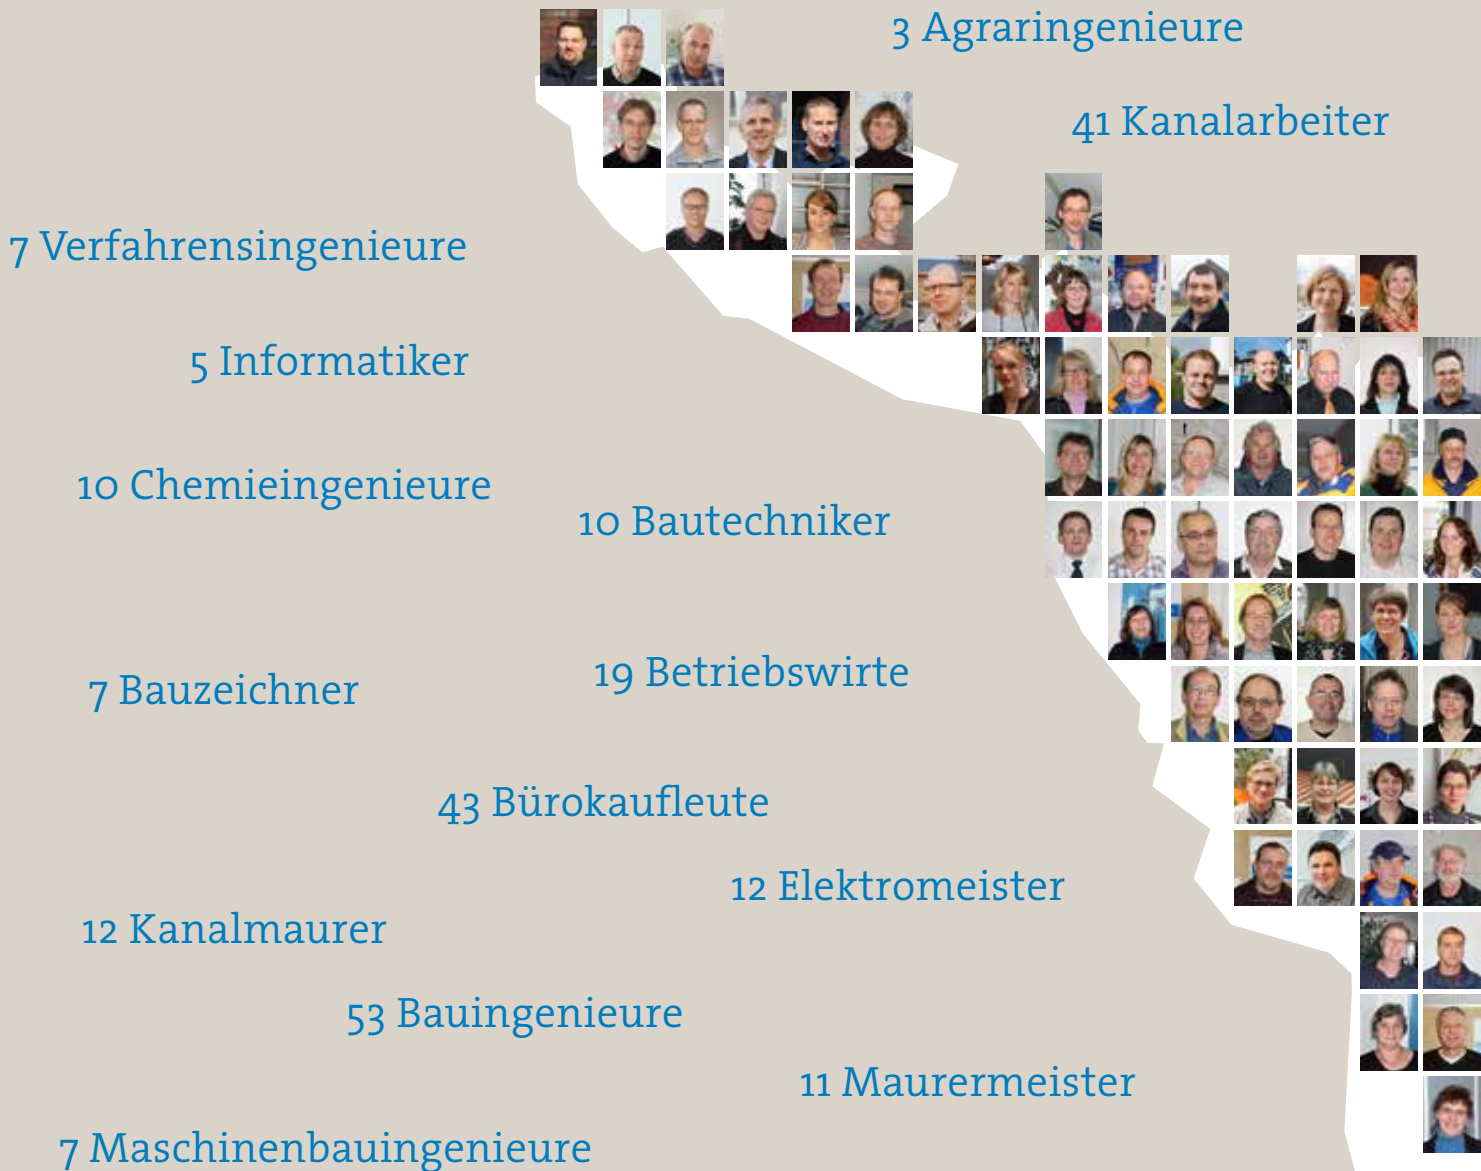 3 Agraringenieure
41 Kanalarbeiter
7 Verfahrensingenieure
5 Informatiker
10 Chemieingenieure
10 Bautechniker
19 Betriebswirte
7 Bauzeichner
43 Bürokaufleute
12 Elektromeister
12 Kanalmaurer
53 Bauingenieure
11 Maurermeister
7 Maschinenbauingenieure